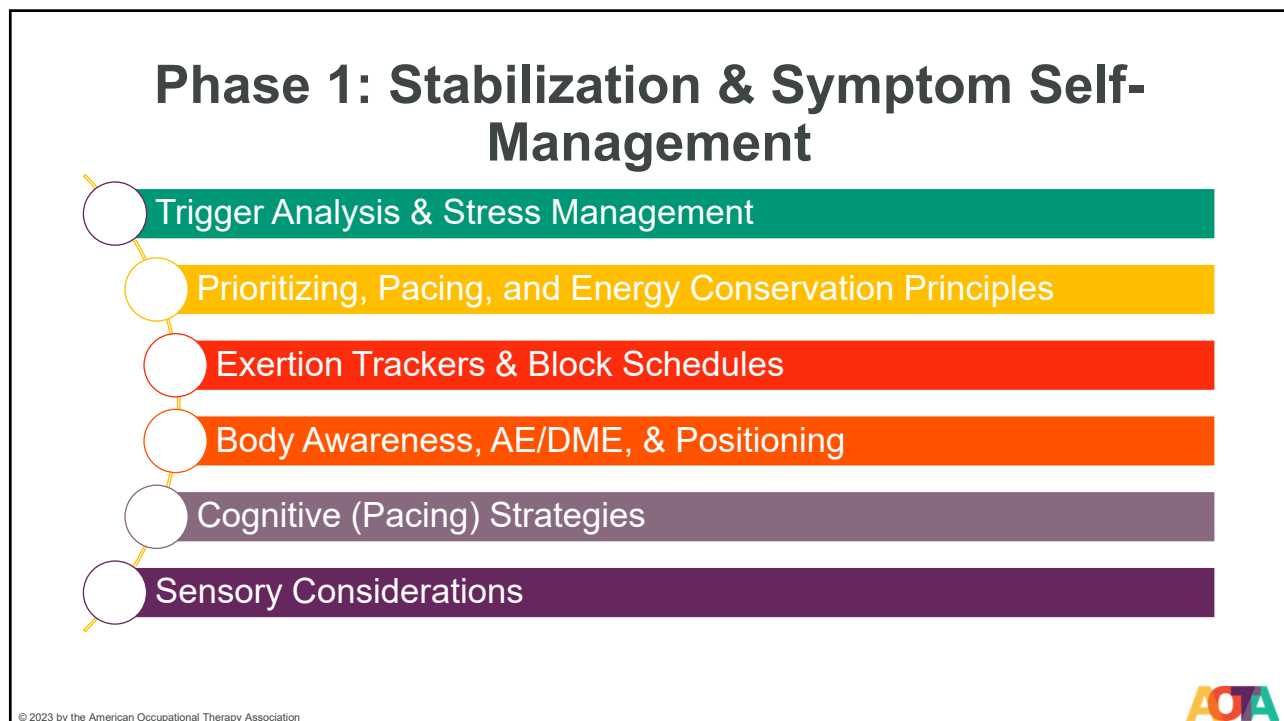 Phase 1: Stabilization & Symptom Self-
Management
Trigger Analysis & Stress Management
Prioritizing, Pacing, and Energy Conservation Principles
Exertion Trackers & Block Schedules
Body Awareness, AE/DME, & Positioning
Cognitive (Pacing) Strategies
Sensory Considerations
© 2023 by the American Occupational Therapy Association
AOTA